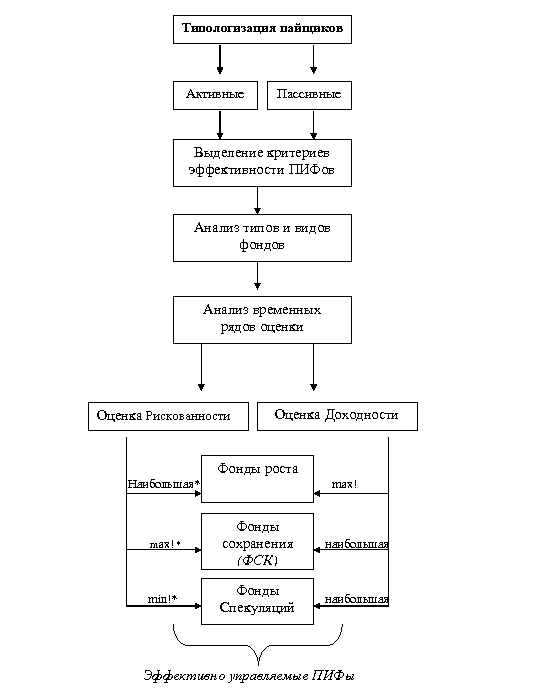 Типологизация пайщиков
Активные
Пассивные
Выделение критериев
эффективности ПИФов
Анализ типов и видов
фондов
Анализ временных
рядов оценки
Оценка Рискованности
Оценка Доходности
Фонды роста
Наибольшая*
max!
Фонды
сохранения
(ФСК)
max!*
наибольшая
Фонды
Спекуляций
min!*
наибольшая
Эффективно управляемые ПИФы